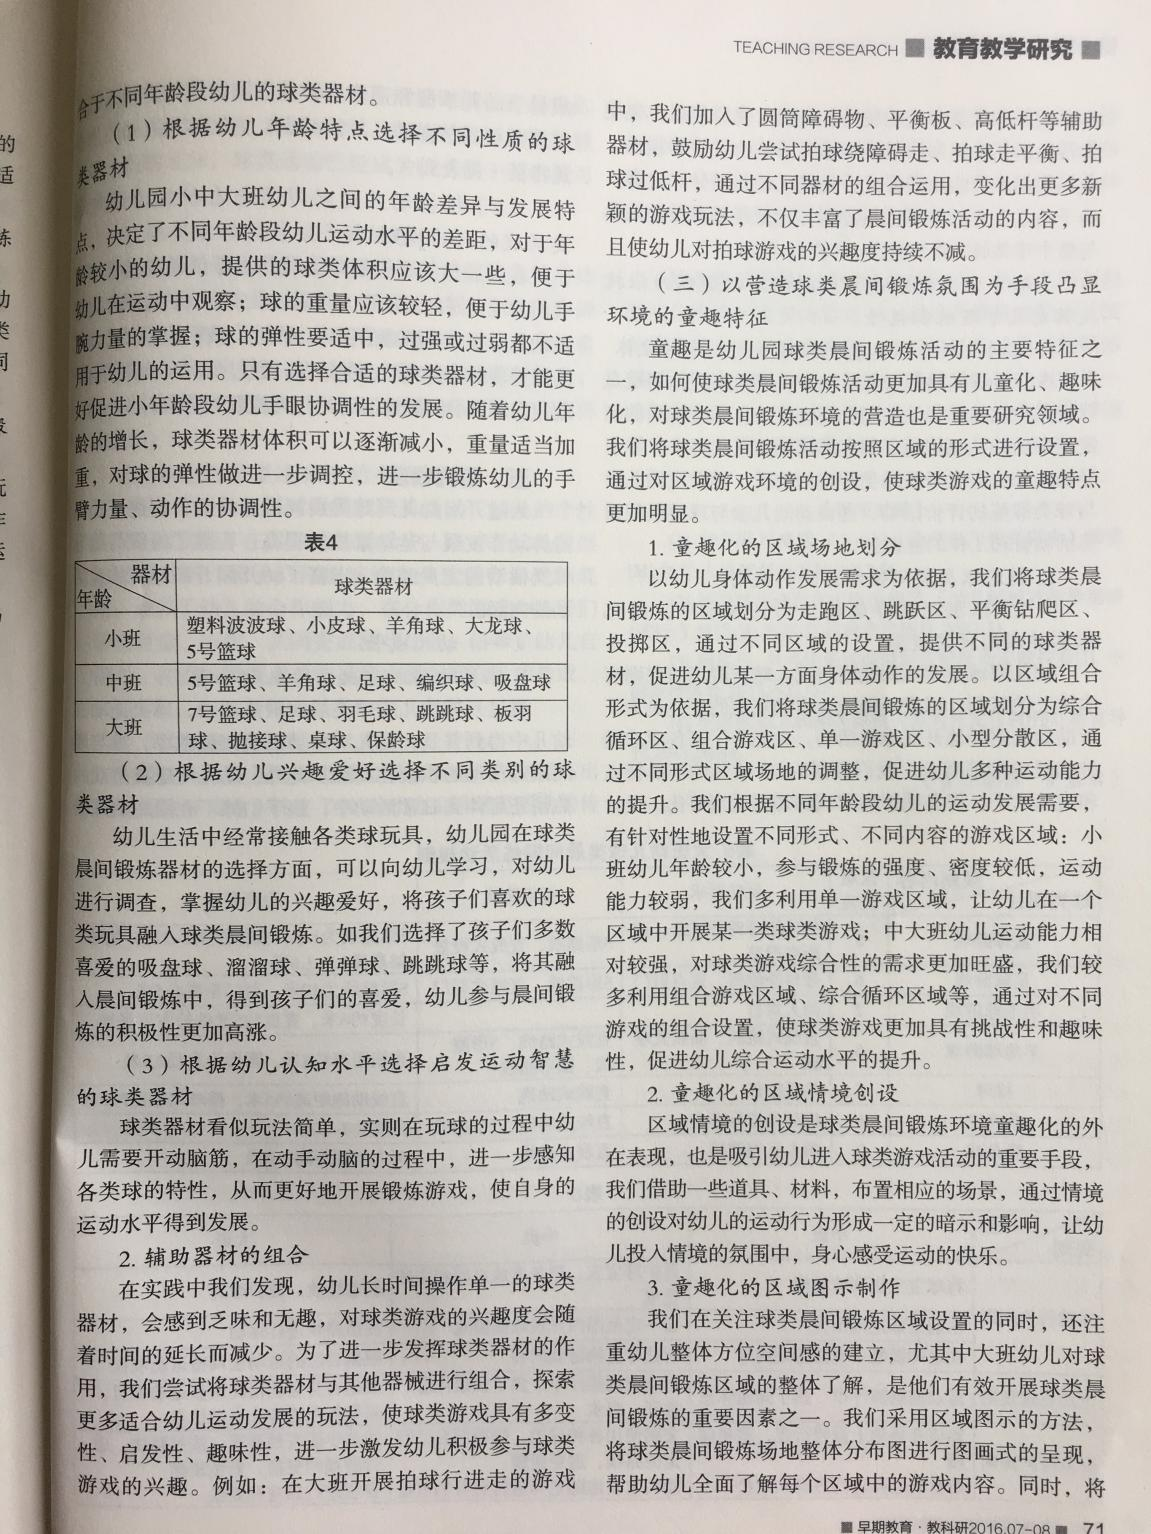 TEACHING RESEARCH ■ 教育教学研究 ■
合于不同年龄段幼儿的球类器材。
（1）根据幼儿年龄特点选择不同性质的球
类器材
幼儿园小中大班幼儿之间的年龄差异与发展特
点，决定了不同年龄段幼儿运动水平的差距，对于年
龄较小的幼儿，提供的球类体积应该大一些，便于
幼儿在运动中观察；球的重量应该较轻，便于幼儿手
腕力量的掌握；球的弹性要适中，过强或过弱都不适
用于幼儿的运用。只有选择合适的球类器材，才能更
好促进小年龄段幼儿手眼协调性的发展。随着幼儿年
龄的增长，球类器材体积可以逐渐减小，重量适当加
重，对球的弹性做进一步调控，进一步锻炼幼儿的手
臂力量、动作的协调性。
表4
器材
年龄
球类器材
小班
塑料波波球、小皮球、羊角球、大龙球、
5号篮球
中班
5号篮球、羊角球、足球、编织球、吸盘球
大班
7号篮球、足球、羽毛球、跳跳球、板羽
球、抛接球、桌球、保龄球
（2）根据幼儿兴趣爱好选择不同类别的球
类器材
幼儿生活中经常接触各类球玩具，幼儿园在球类
晨间锻炼器材的选择方面，可以向幼儿学习，对幼儿
进行调查，掌握幼儿的兴趣爱好，将孩子们喜欢的球
类玩具融入球类晨间锻炼。如我们选择了孩子们多数
喜爱的吸盘球、溜溜球、弹弹球、跳跳球等，将其融
入晨间锻炼中，得到孩子们的喜爱，幼儿参与晨间锻
炼的积极性更加高涨。
（3）根据幼儿认知水平选择启发运动智慧
的球类器材
球类器材看似玩法简单，实则在玩球的过程中幼
儿需要开动脑筋，在动手动脑的过程中，进一步感知
各类球的特性，从而更好地开展锻炼游戏，使自身的
运动水平得到发展。
2. 辅助器材的组合
在实践中我们发现，幼儿长时间操作单一的球类
器材，会感到乏味和无趣，对球类游戏的兴趣度会随
着时间的延长而减少。为了进一步发挥球类器材的作
用，我们尝试将球类器材与其他器械进行组合，探索
更多适合幼儿运动发展的玩法，使球类游戏具有多变
性、启发性、趣味性，进一步激发幼儿积极参与球类
游戏的兴趣。例如：在大班开展拍球行进走的游戏
中，我们加入了圆筒障碍物、平衡板、高低杆等辅助
器材，鼓励幼儿尝试拍球绕障碍走、拍球走平衡、拍
球过低杆，通过不同器材的组合运用，变化出更多新
颖的游戏玩法，不仅丰富了晨间锻炼活动的内容，而
且使幼儿对拍球游戏的兴趣度持续不减。
（三）以营造球类晨间锻炼氛围为手段凸显
环境的童趣特征
童趣是幼儿园球类晨间锻炼活动的主要特征之
一，如何使球类晨间锻炼活动更加具有儿童化、趣味
化，对球类晨间锻炼环境的营造也是重要研究领域。
我们将球类晨间锻炼活动按照区域的形式进行设置，
通过对区域游戏环境的创设，使球类游戏的童趣特点
更加明显。
1. 童趣化的区域场地划分
以幼儿身体动作发展需求为依据，我们将球类晨
间锻炼的区域划分为走跑区、跳跃区、平衡钻爬区、
投掷区，通过不同区域的设置，提供不同的球类器
材，促进幼儿某一方面身体动作的发展。以区域组合
形式为依据，我们将球类晨间锻炼的区域划分为综合
循环区、组合游戏区、单一游戏区、小型分散区，通
过不同形式区域场地的调整，促进幼儿多种运动能力
的提升。我们根据不同年龄段幼儿的运动发展需要，
有针对性地设置不同形式、不同内容的游戏区域：小
班幼儿年龄较小，参与锻炼的强度、密度较低，运动
能力较弱，我们多利用单一游戏区域，让幼儿在一个
区域中开展某一类球类游戏；中大班幼儿运动能力相
对较强，对球类游戏综合性的需求更加旺盛，我们较
多利用组合游戏区域、综合循环区域等，通过对不同
游戏的组合设置，使球类游戏更加具有挑战性和趣味
性，促进幼儿综合运动水平的提升。
2. 童趣化的区域情境创设
区域情境的创设是球类晨间锻炼环境童趣化的外
在表现，也是吸引幼儿进入球类游戏活动的重要手段，
我们借助一些道具、材料，布置相应的场景，通过情境
的创设对幼儿的运动行为形成一定的暗示和影响，让幼
儿投入情境的氛围中，身心感受运动的快乐。
3. 童趣化的区域图示制作
我们在关注球类晨间锻炼区域设置的同时，还注
重幼儿整体方位空间感的建立，尤其中大班幼儿对球
类晨间锻炼区域的整体了解，是他们有效开展球类晨
间锻炼的重要因素之一。我们采用区域图示的方法，
将球类晨间锻炼场地整体分布图进行图画式的呈现，
帮助幼儿全面了解每个区域中的游戏内容。同时，将
■ 早期教育·教科研2016.07-08 ■ 71